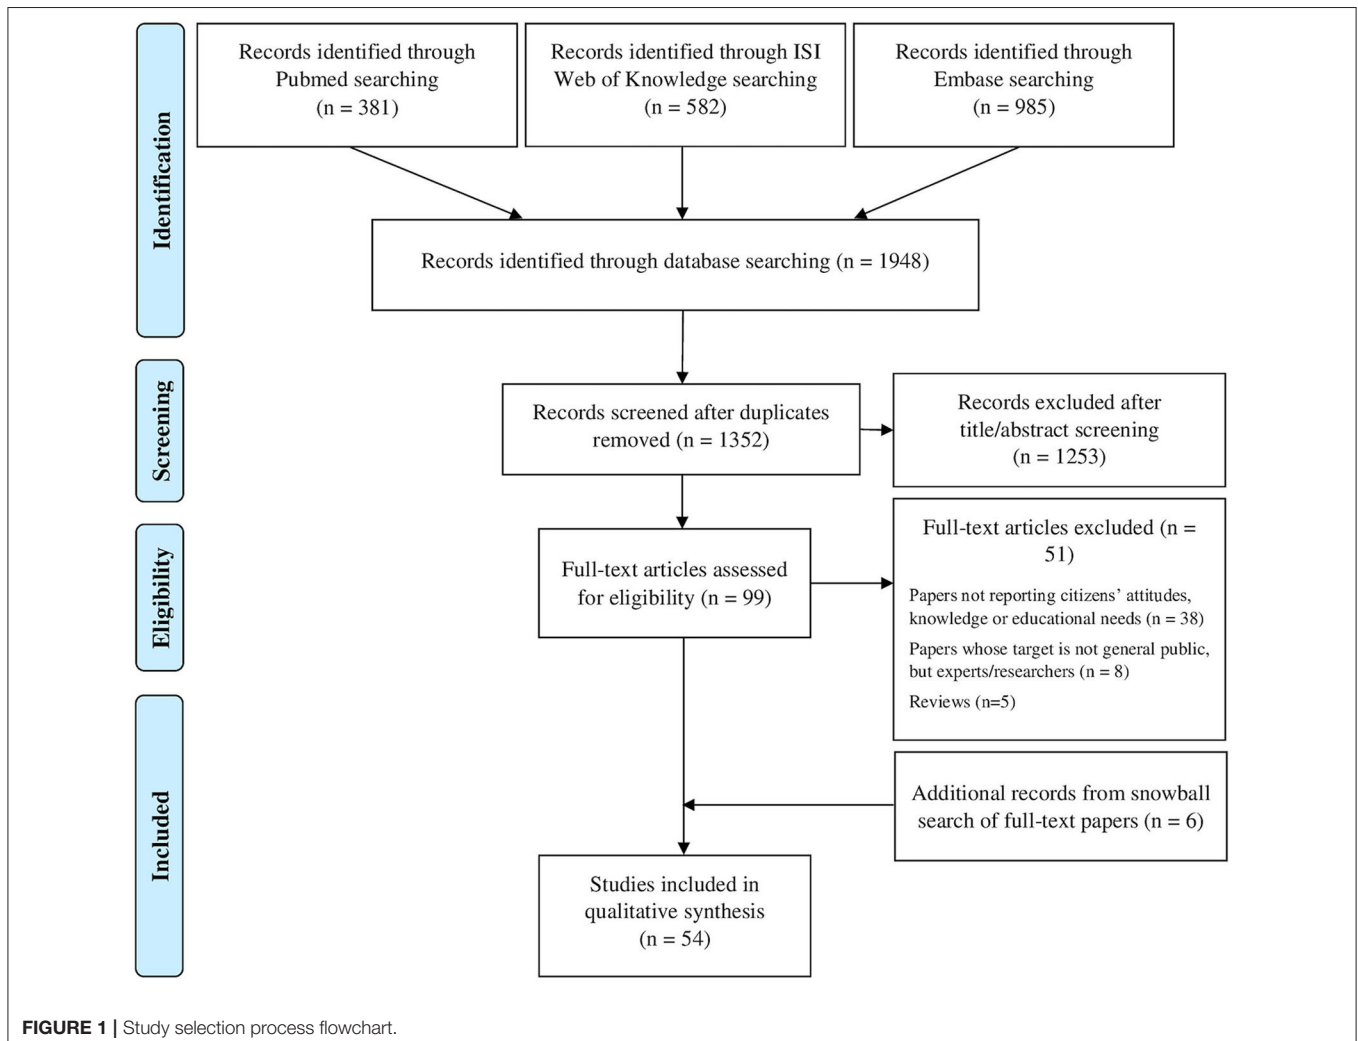 Identification
Records identified through
Pubmed searching
(n = 381)
Records identified through ISI
Web of Knowledge searching
(n = 582)
Records identified through
Embase searching
(n = 985)
Records identified through database searching (n = 1948)
Screening
Records screened after duplicates
removed (n = 1352)
Records excluded after
title/abstract screening
(n = 1253)
Eligibility
Full-text articles assessed
for eligibility (n = 99)
Full-text articles excluded (n =
51)
Papers not reporting citizens’ attitudes,
knowledge or educational needs (n = 38)
Papers whose target is not general public,
but experts/researchers (n = 8)
Reviews (n=5)
Included
Additional records from snowball
search of full-text papers (n = 6)
Studies included in
qualitative synthesis
(n = 54)
FIGURE 1 | Study selection process flowchart.